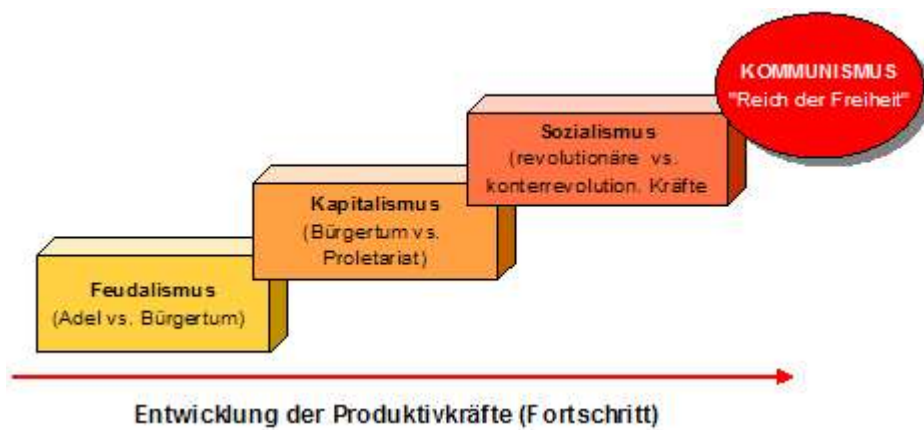 KOMMUNISMUS
"Reich der Freiheit"
Sozialismus
(revolutionäre vs.
konterrevolution. Kräfte
Kapitalismus
(Bürgertum vs.
Proletariat)
Feudalismus
(Adel vs. Bürgertum)
Entwicklung der Produktivkräfte (Fortschritt)